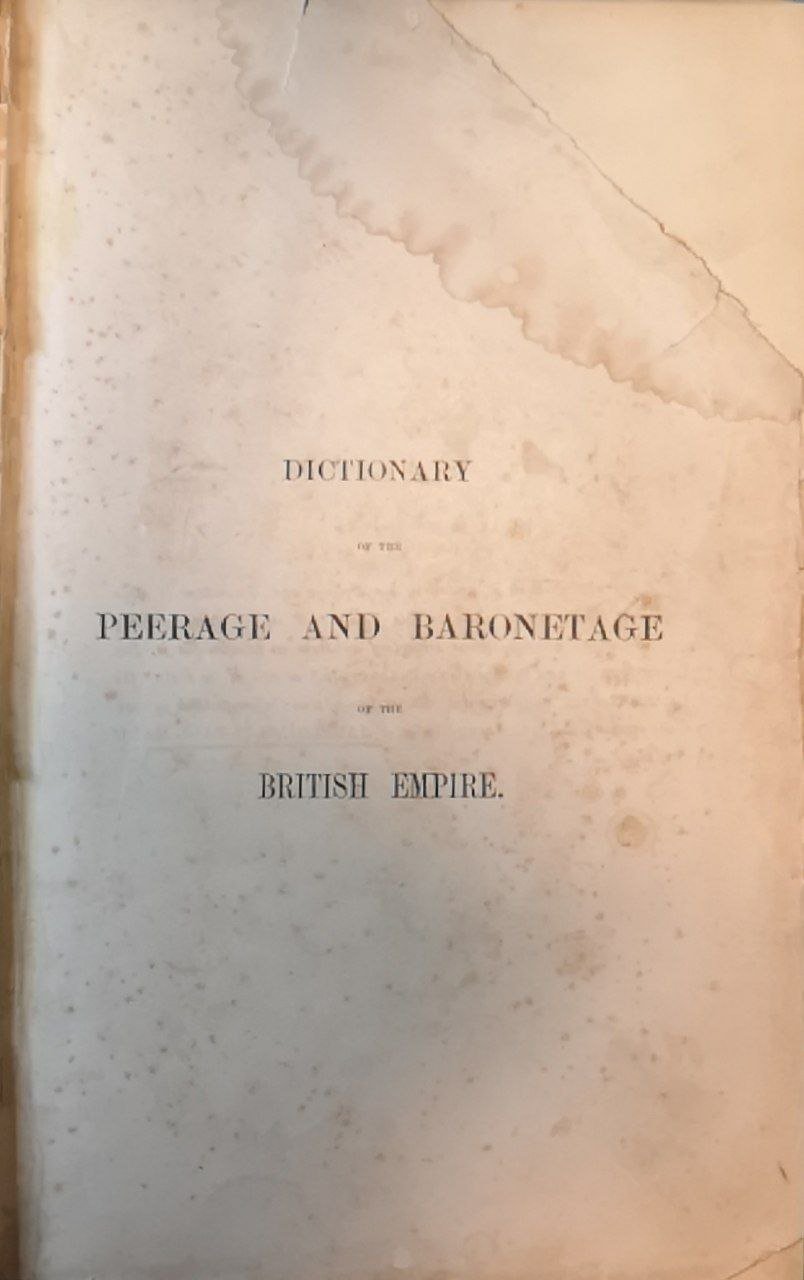 DICTIONARY
OF THE
PEERAGE AND BARONETAGE
OF THE
BRITISH EMPIRE.